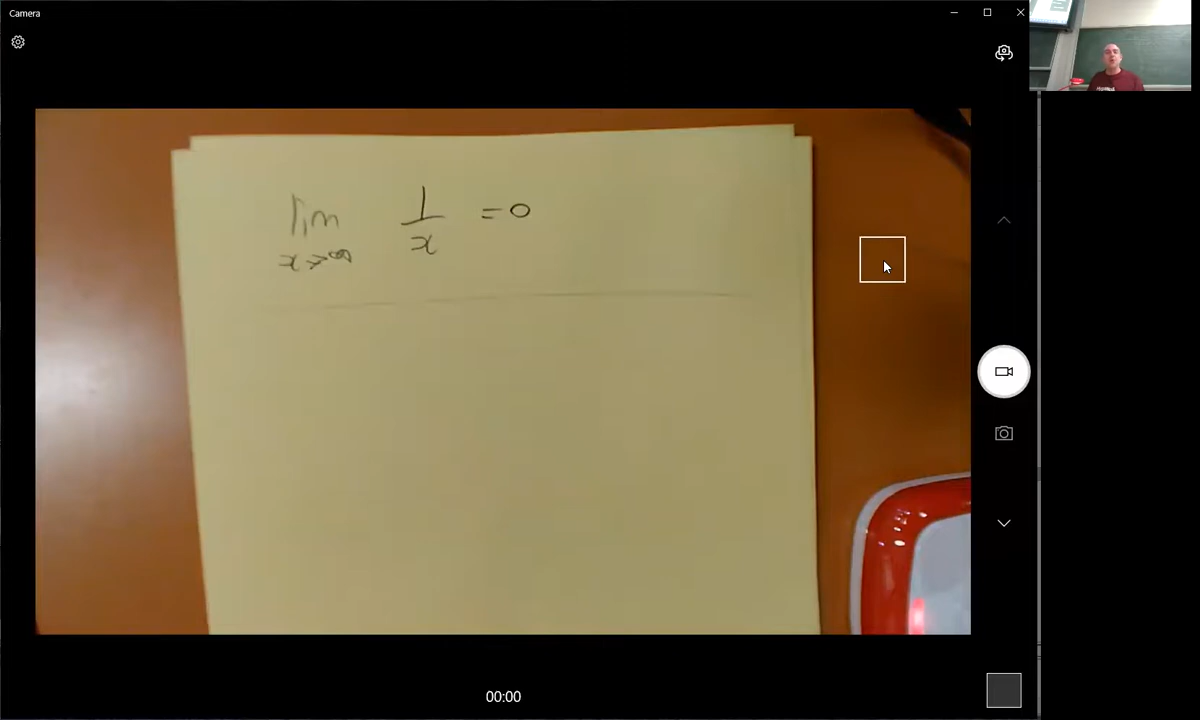 Camera
lim 1/x = 0
x→∞
00:00